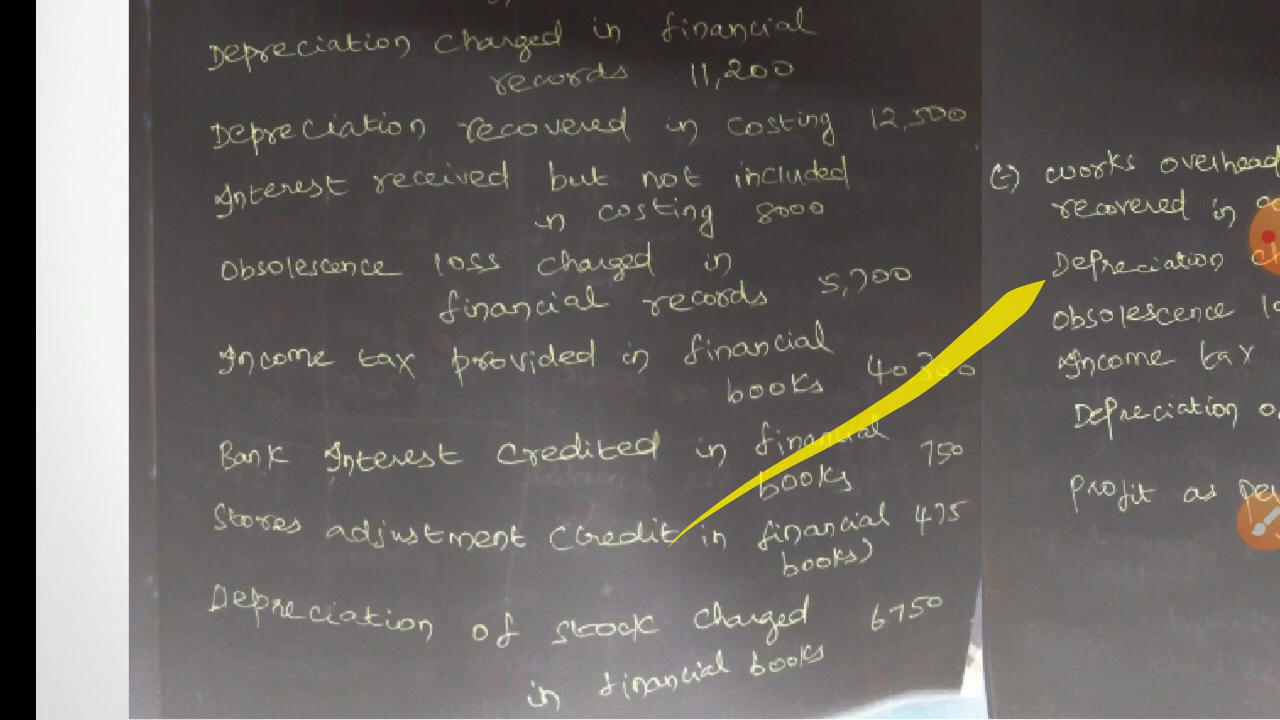 Depreciation charged in financial
records 11,200
Depreciation recovered in costing 12,500
Interest received but not included
in costing 8000
Obsolescence loss charged in
financial records 5,700
Income tax provided in financial
books 40300
Bank Interest credited in financial
books 750
Stores adjustment (credit in financial 475
books)
Depreciation of stock charged 6750
in financial books
(-) works overhead
recovered in
Depreciation
Obsolescence
Income tax
Depreciation
Profit as